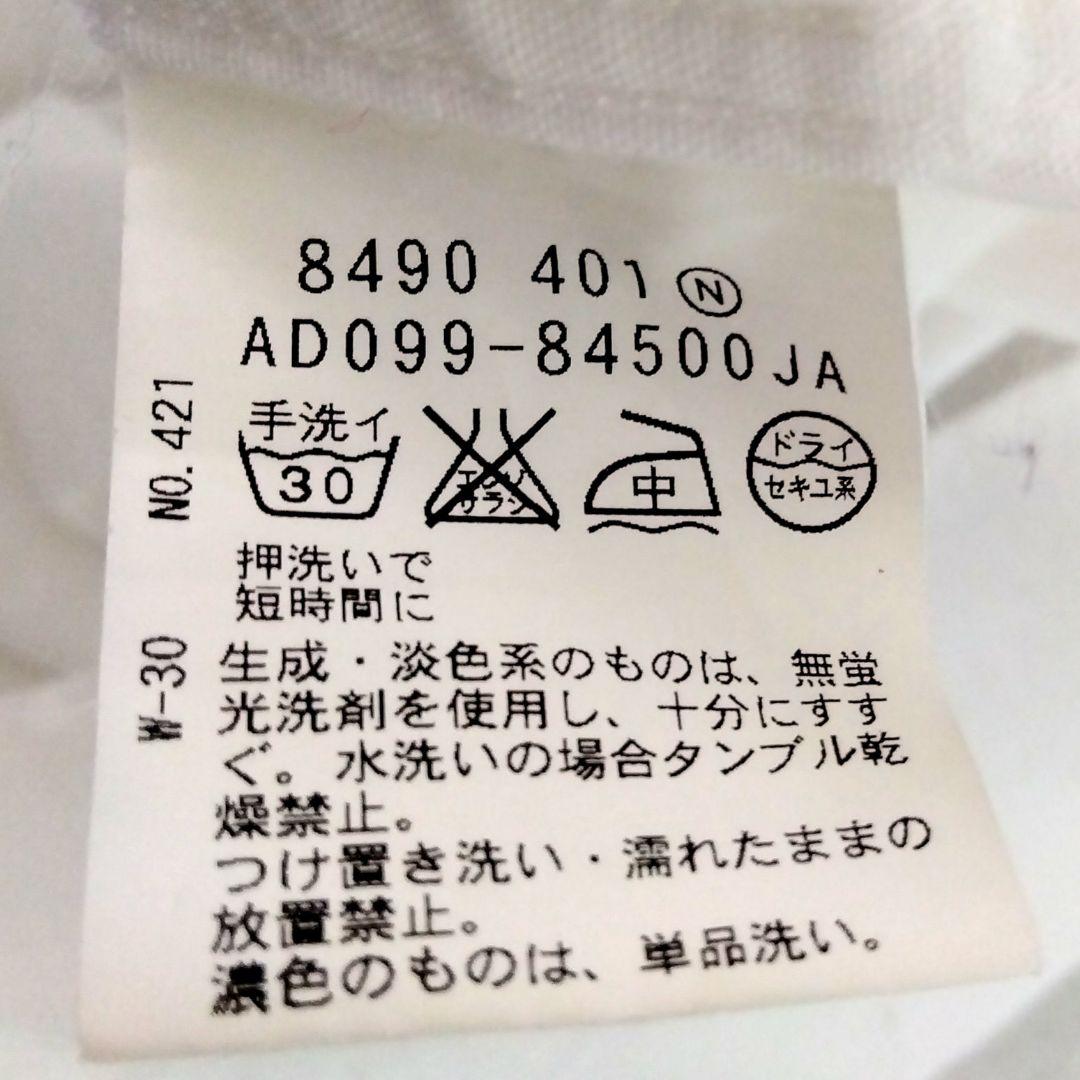 8490 401 Ⓝ
AD099-84500JA
NO. 421
手洗イ
30
エンソ
サラシ
中
ドライ
セキユ系
押洗いで
短時間に
W-30
生成・淡色系のものは、無蛍
光洗剤を使用し、十分にすす
ぐ。水洗いの場合タンブル乾
燥禁止。
つけ置き洗い・濡れたままの
放置禁止。
濃色のものは、単品洗い。